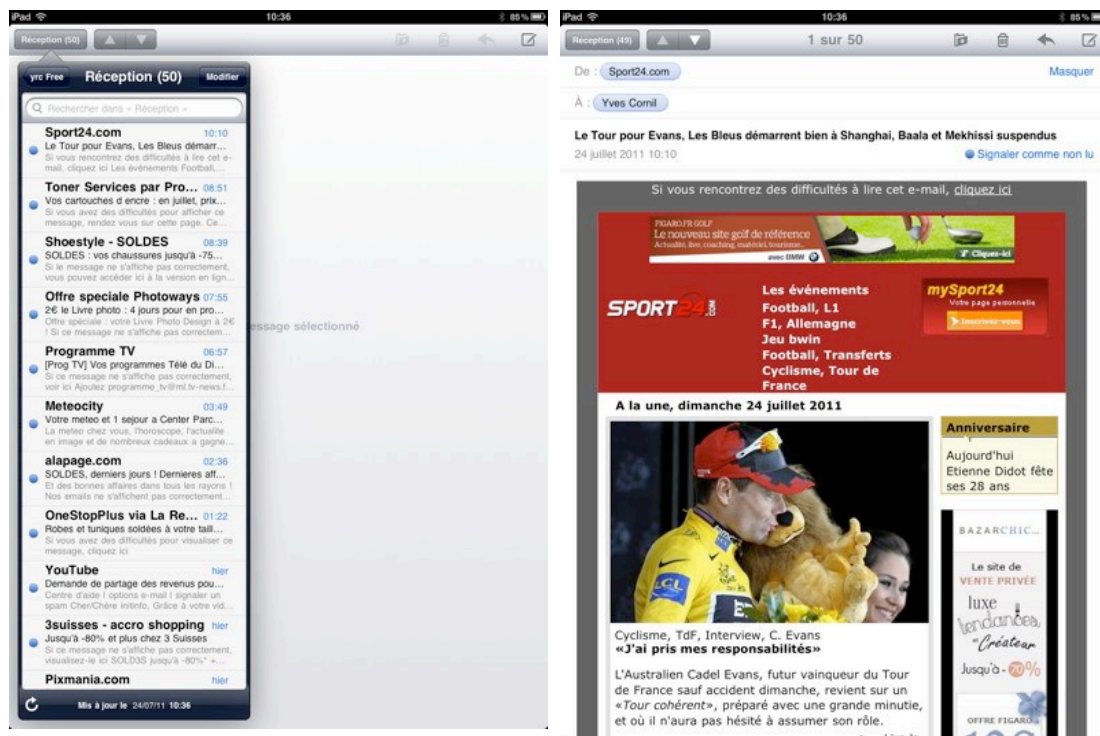 iPad
10:36
85 %
Réception (50)
yrc Free
Réception (50)
Modifier
Rechercher dans « Réception »
Sport24.com 10:10
Le Tour pour Evans, Les Bleus démarr...
Si vous rencontrez des difficultés à lire cet e-
mail, cliquez ici Les événements Football,...
Toner Services par Pro... 08:51
Vos cartouches d encre : en juillet, prix...
Si vous avez des difficultés pour afficher ce
message, rendez vous sur cette page. Ce...
Shoestyle - SOLDES 08:39
SOLDES : vos chaussures jusqu'à -75...
Si le message ne s'affiche pas correctement,
vous pouvez accéder ici à la version en lign...
Offre speciale Photoways 07:55
2€ le Livre photo : 4 jours pour en pro...
Offre spéciale : votre Livre Photo Design à 2€
! Si ce message ne s'affiche pas correctem...
Programme TV 06:57
[Prog TV] Vos programmes Télé du Di...
Si ce message ne s'affiche pas correctement,
voir ici Ajoutez programme_tv@ml.tv-news.f...
Meteocity 03:49
Votre meteo et 1 sejour a Center Parc...
La meteo chez vous, l'horoscope, l'actualite
en image et de nombreux cadeaux a gagne...
alapage.com 02:36
SOLDES, derniers jours ! Dernieres aff...
Et des bonnes affaires dans tous les rayons !
Nos emails ne s'affichent pas correctement...
OneStopPlus via La Re... 01:22
Robes et tuniques soldées à votre taill...
Si vous avez des difficultés pour visualiser ce
message, cliquez ici
YouTube hier
Demande de partage des revenus pou...
Centre d'aide l options e-mail l signaler un
spam Cher/Chère initinfo, Grâce à votre vid...
3suisses - accro shopping hier
Jusqu'à -80% et plus chez 3 Suisses
Si ce message ne s'affiche pas correctement,
visualisez-le ici SOLD3S jusqu'à -80%* +...
Pixmania.com hier
Mis à jour le 24/07/11 10:36
essage sélectionné
iPad
10:36
85 %
Réception (49)
1 sur 50
De : Sport24.com
Masquer
À : Yves Cornil
Le Tour pour Evans, Les Bleus démarrent bien à Shanghai, Baala et Mekhissi suspendus
24 juillet 2011 10:10
Signaler comme non lu
Si vous rencontrez des difficultés à lire cet e-mail, cliquez ici
FIGARO.FR GOLF
Le nouveau site golf de référence
Actualité, live, coaching, matériel, tourisme...
avec BMW
Cliquez-ici
SPORT24.COM
Les événements
Football, L1
F1, Allemagne
Jeu bwin
Football, Transferts
Cyclisme, Tour de
France
mySport24
Votre page personnelle
Inscrivez-vous
A la une, dimanche 24 juillet 2011
LCL
Cyclisme, TdF, Interview, C. Evans
«J'ai pris mes responsabilités»
L'Australien Cadel Evans, futur vainqueur du Tour
de France sauf accident dimanche, revient sur un
«Tour cohérent», préparé avec une grande minutie,
et où il n'aura pas hésité à assumer son rôle.
Anniversaire
Aujourd'hui
Etienne Didot fête
ses 28 ans
BAZARCHIC...
Le site de
VENTE PRIVÉE
luxe
tendances
Créateur
Jusqu'à -70%
OFFRE FIGARO